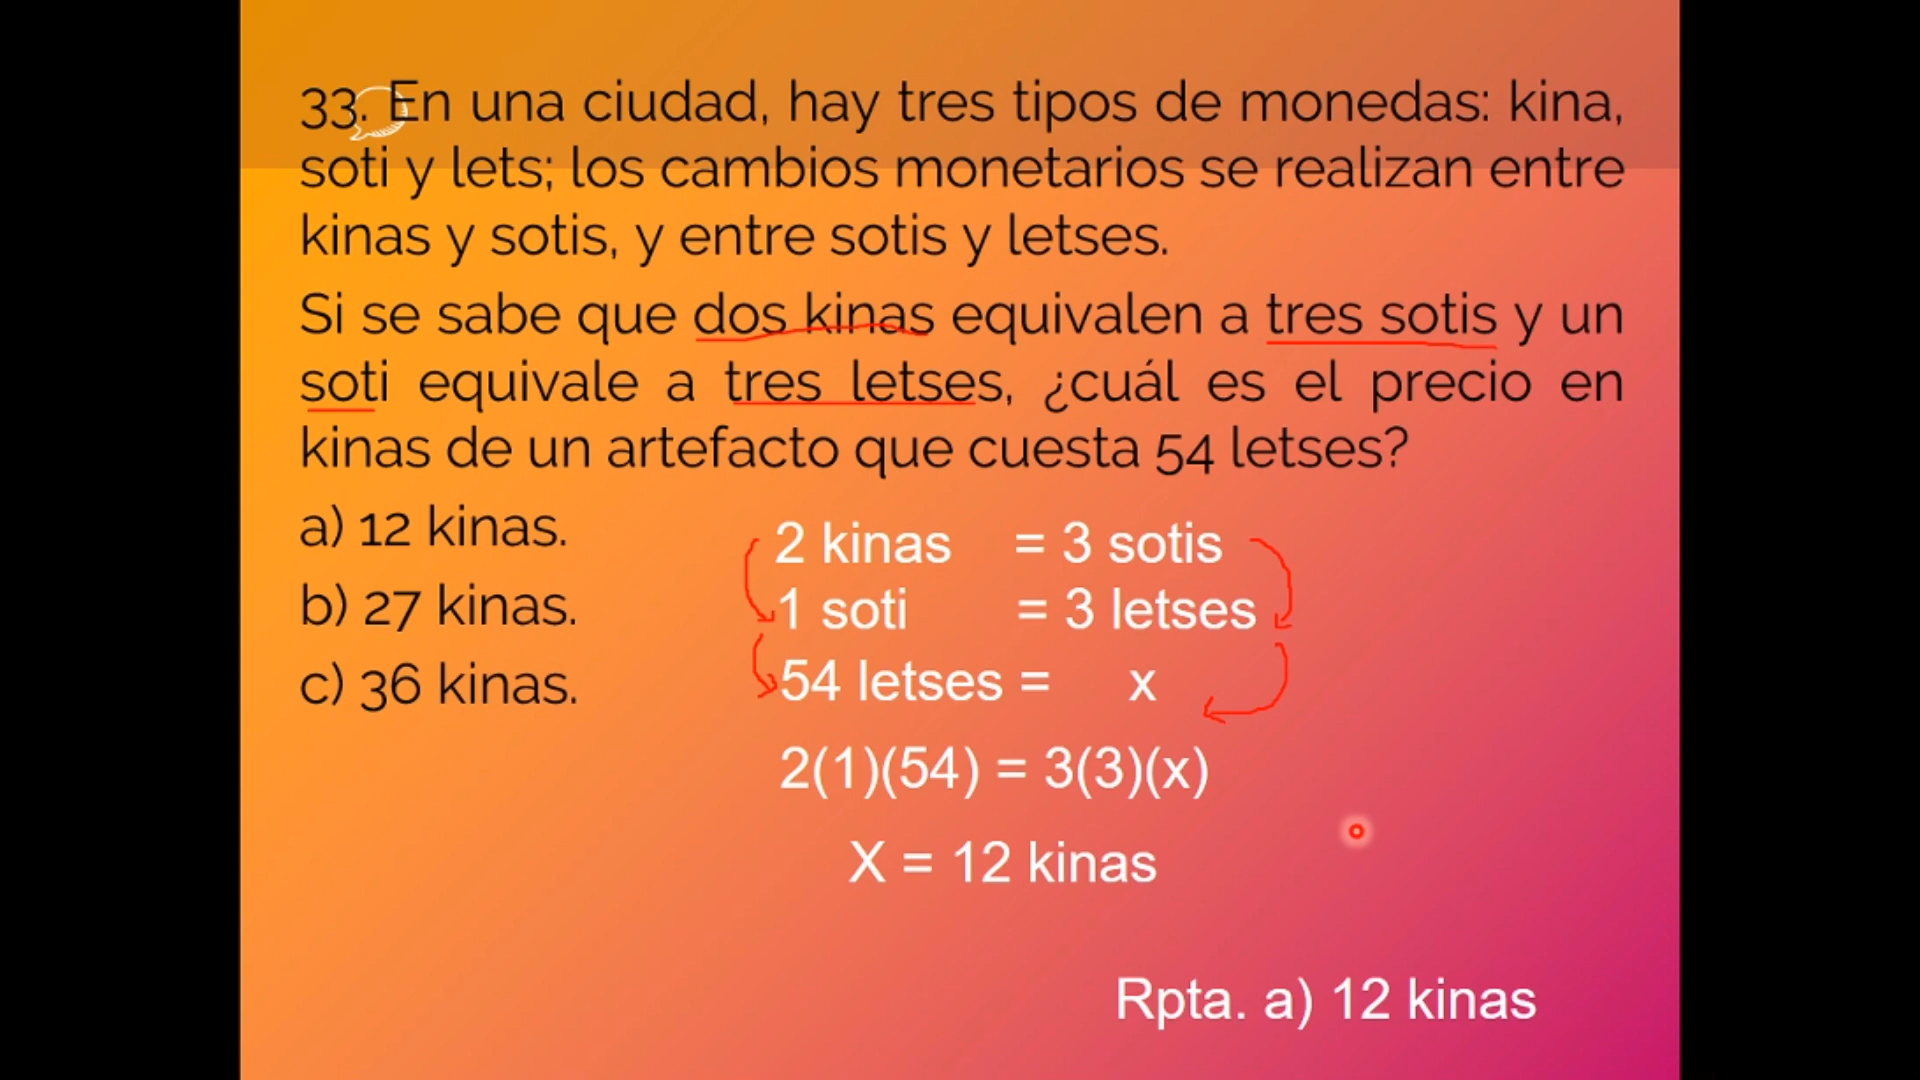 33. En una ciudad, hay tres tipos de monedas: kina,
soti y lets; los cambios monetarios se realizan entre
kinas y sotis, y entre sotis y letses.
Si se sabe que dos kinas equivalen a tres sotis y un
soti equivale a tres letses, ¿cuál es el precio en
kinas de un artefacto que cuesta 54 letses?
a) 12 kinas.
b) 27 kinas.
c) 36 kinas.
2 kinas = 3 sotis
1 soti = 3 letses
54 letses = x
2(1)(54) = 3(3)(x)
X = 12 kinas
Rpta. a) 12 kinas